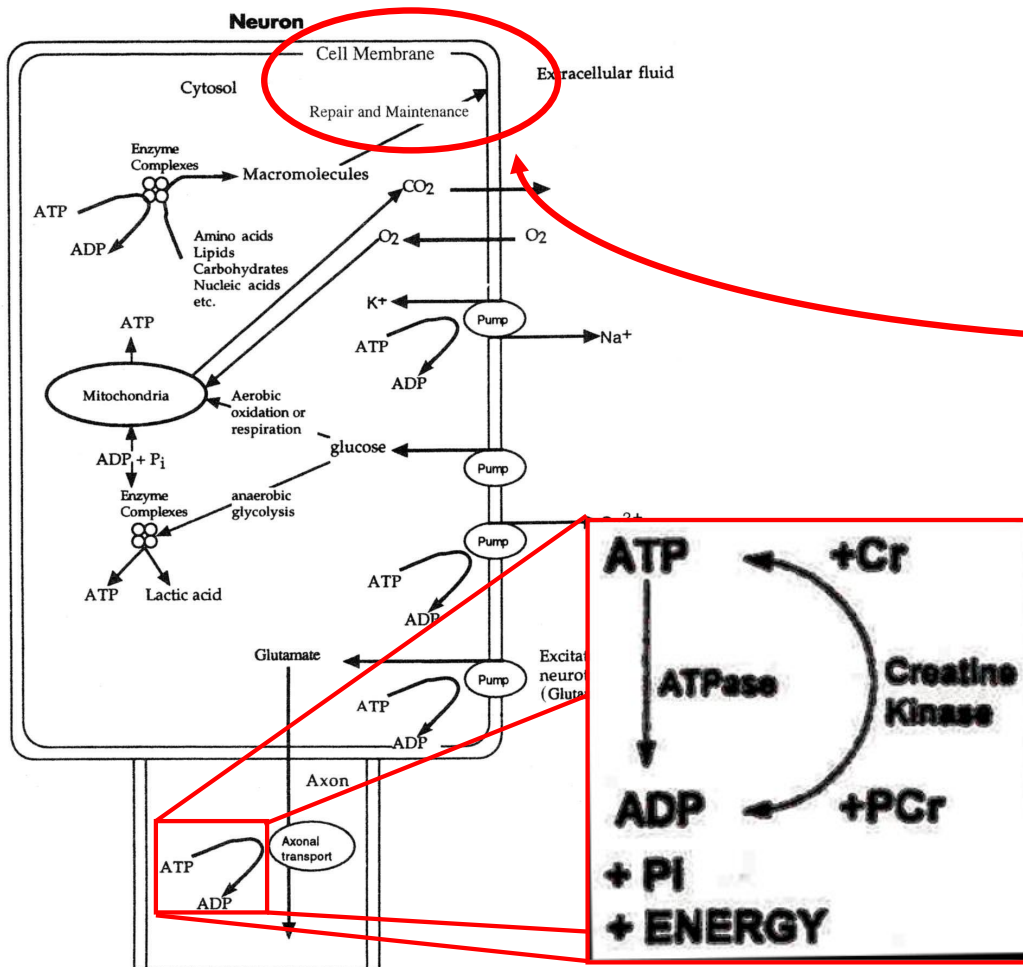 Neuron
Cell Membrane
Extracellular fluid
Cytosol
Repair and Maintenance
Enzyme
Complexes
Macromolecules
CO2
ATP
ADP
Amino acids
Lipids
Carbohydrates
Nucleic acids
etc.
O2
O2
K+
Pump
Na+
ATP
ATP
ADP
Mitochondria
Aerobic
oxidation or
respiration
glucose
Pump
ADP + Pi
Enzyme
Complexes
anaerobic
glycolysis
2+
Pump
ATP
ADP
ATP
Lactic acid
Glutamate
Pump
ATP
ADP
Axon
Axonal
transport
ATP
ADP
ATP
+Cr
ATPase
Creatine
Kinase
ADP
+PCr
+ PI
+ ENERGY